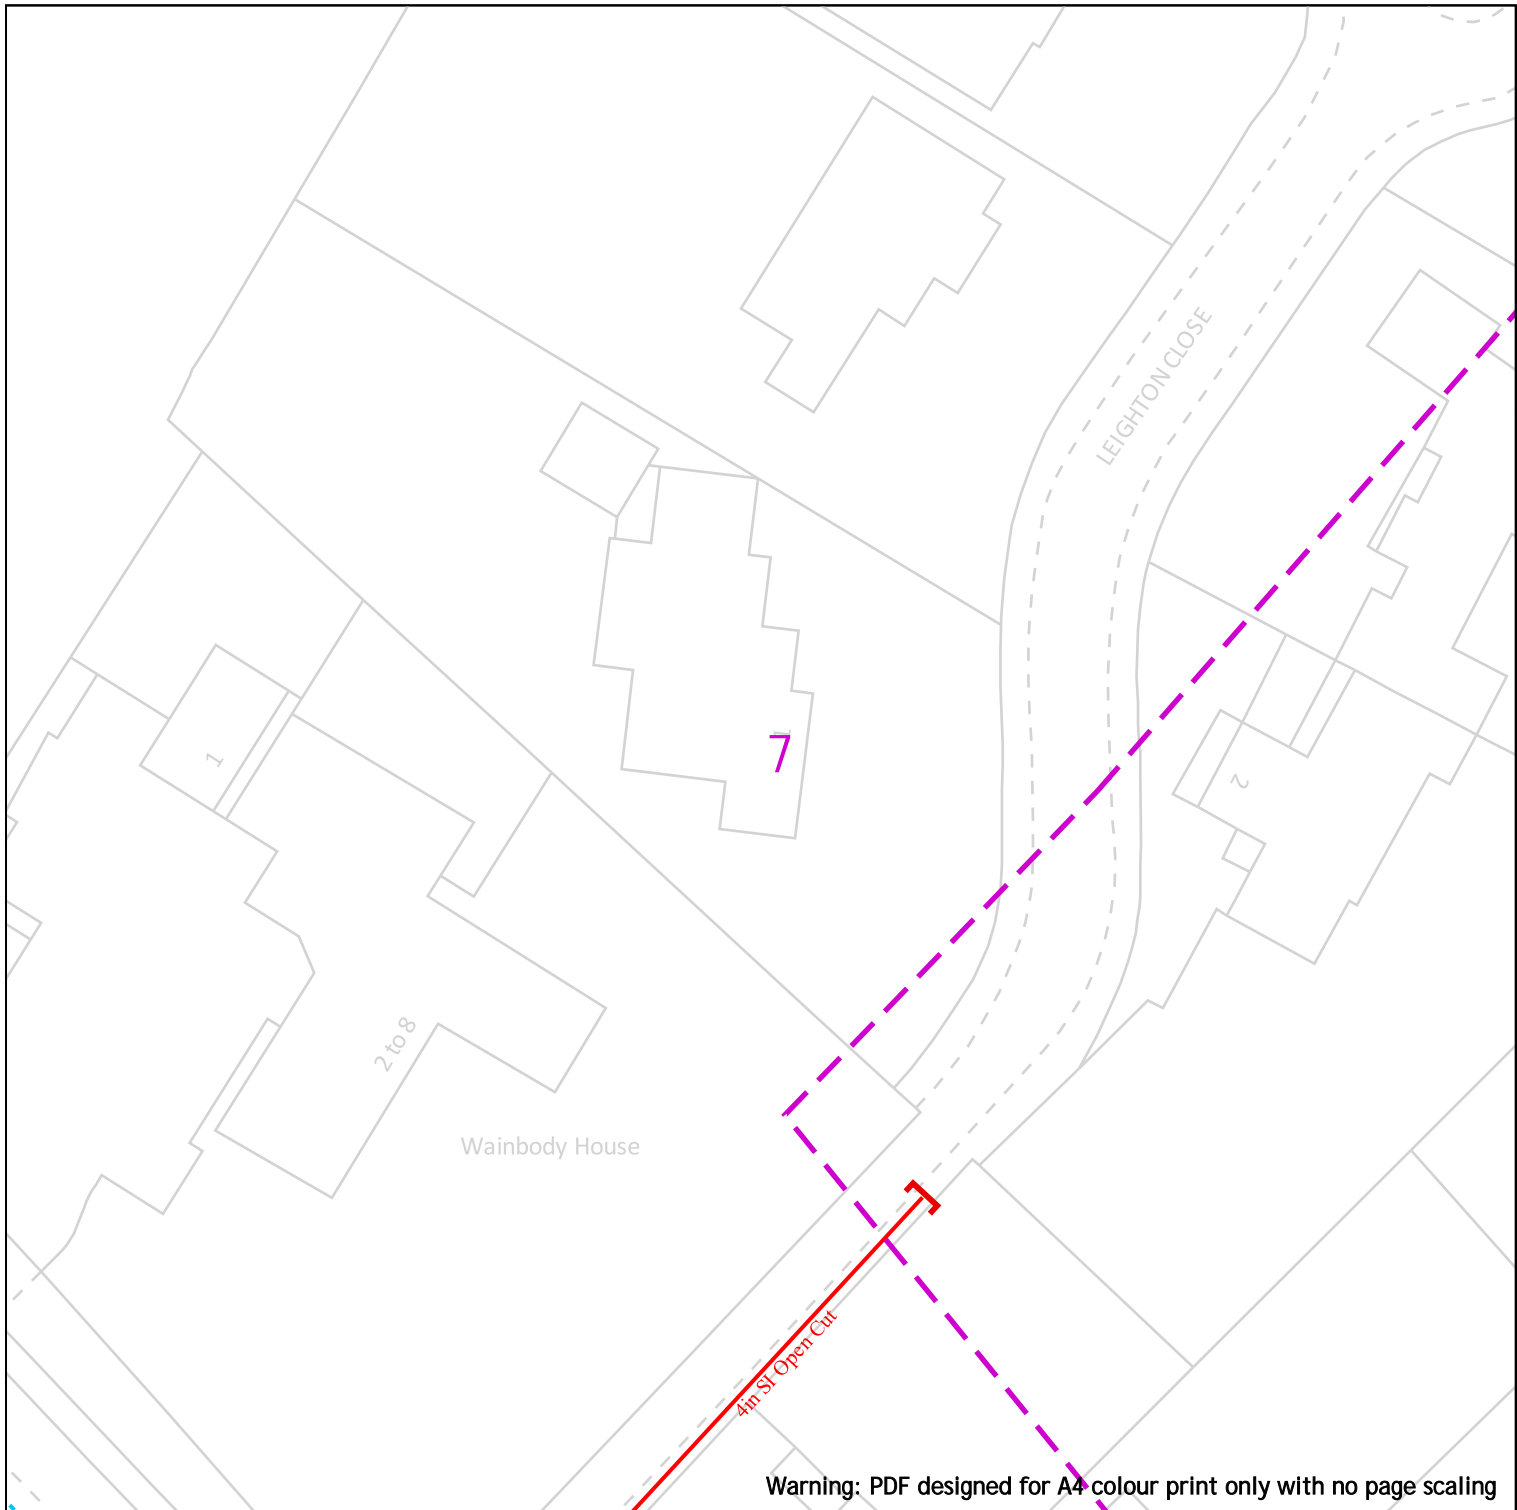 LEIGHTON CLOSE
1
7
2
2 to 8
Wainbody House
4in SI Open Cut
Warning: PDF designed for A4 colour print only with no page scaling